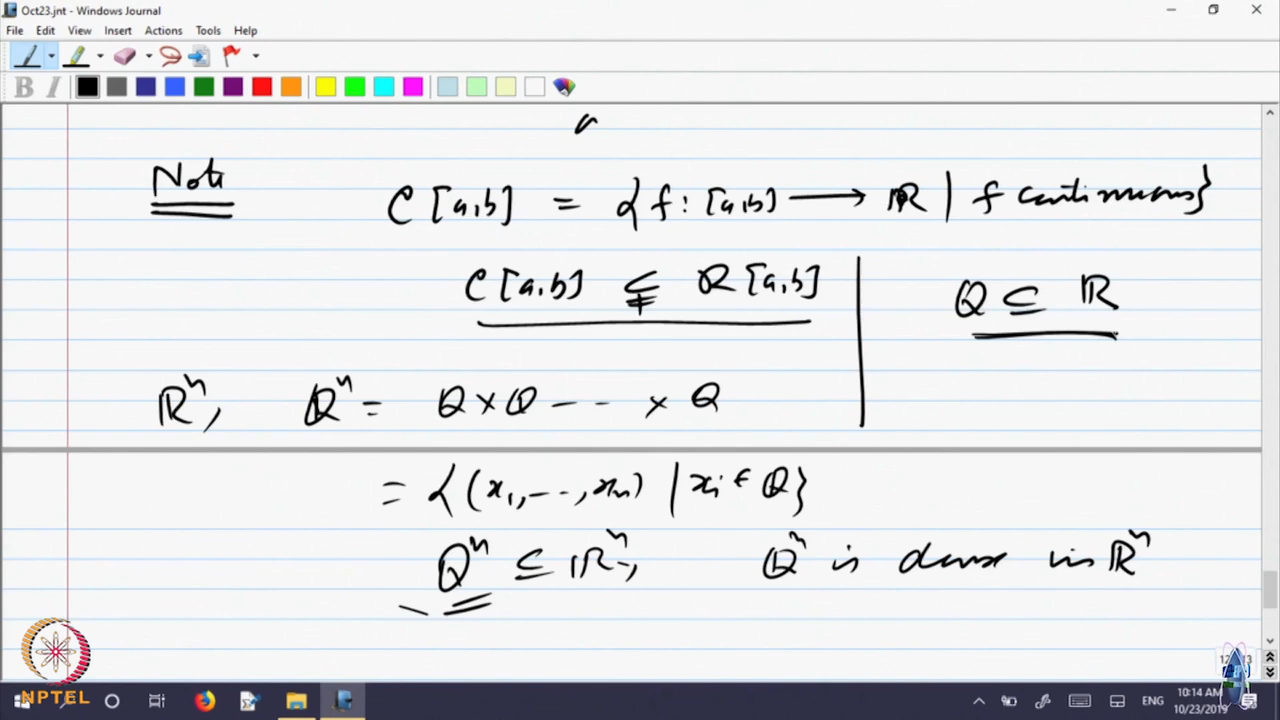 Oct23.jnt - Windows Journal
File Edit View Insert Actions Tools Help
B I
Note C [a,b] = { f : [a,b] ⟶ ℝ | f continuous}
C [a,b] ⊊ R [a,b] ℚ ⊆ ℝ
ℝⁿ, ℚⁿ = ℚ × ℚ - - - × ℚ
= { (x₁, - - -, xₙ) | xᵢ ∈ ℚ}
ℚⁿ ⊆ ℝⁿ, ℚⁿ is dense in ℝⁿ
NPTEL
ENG
10:14 AM
10/23/2019